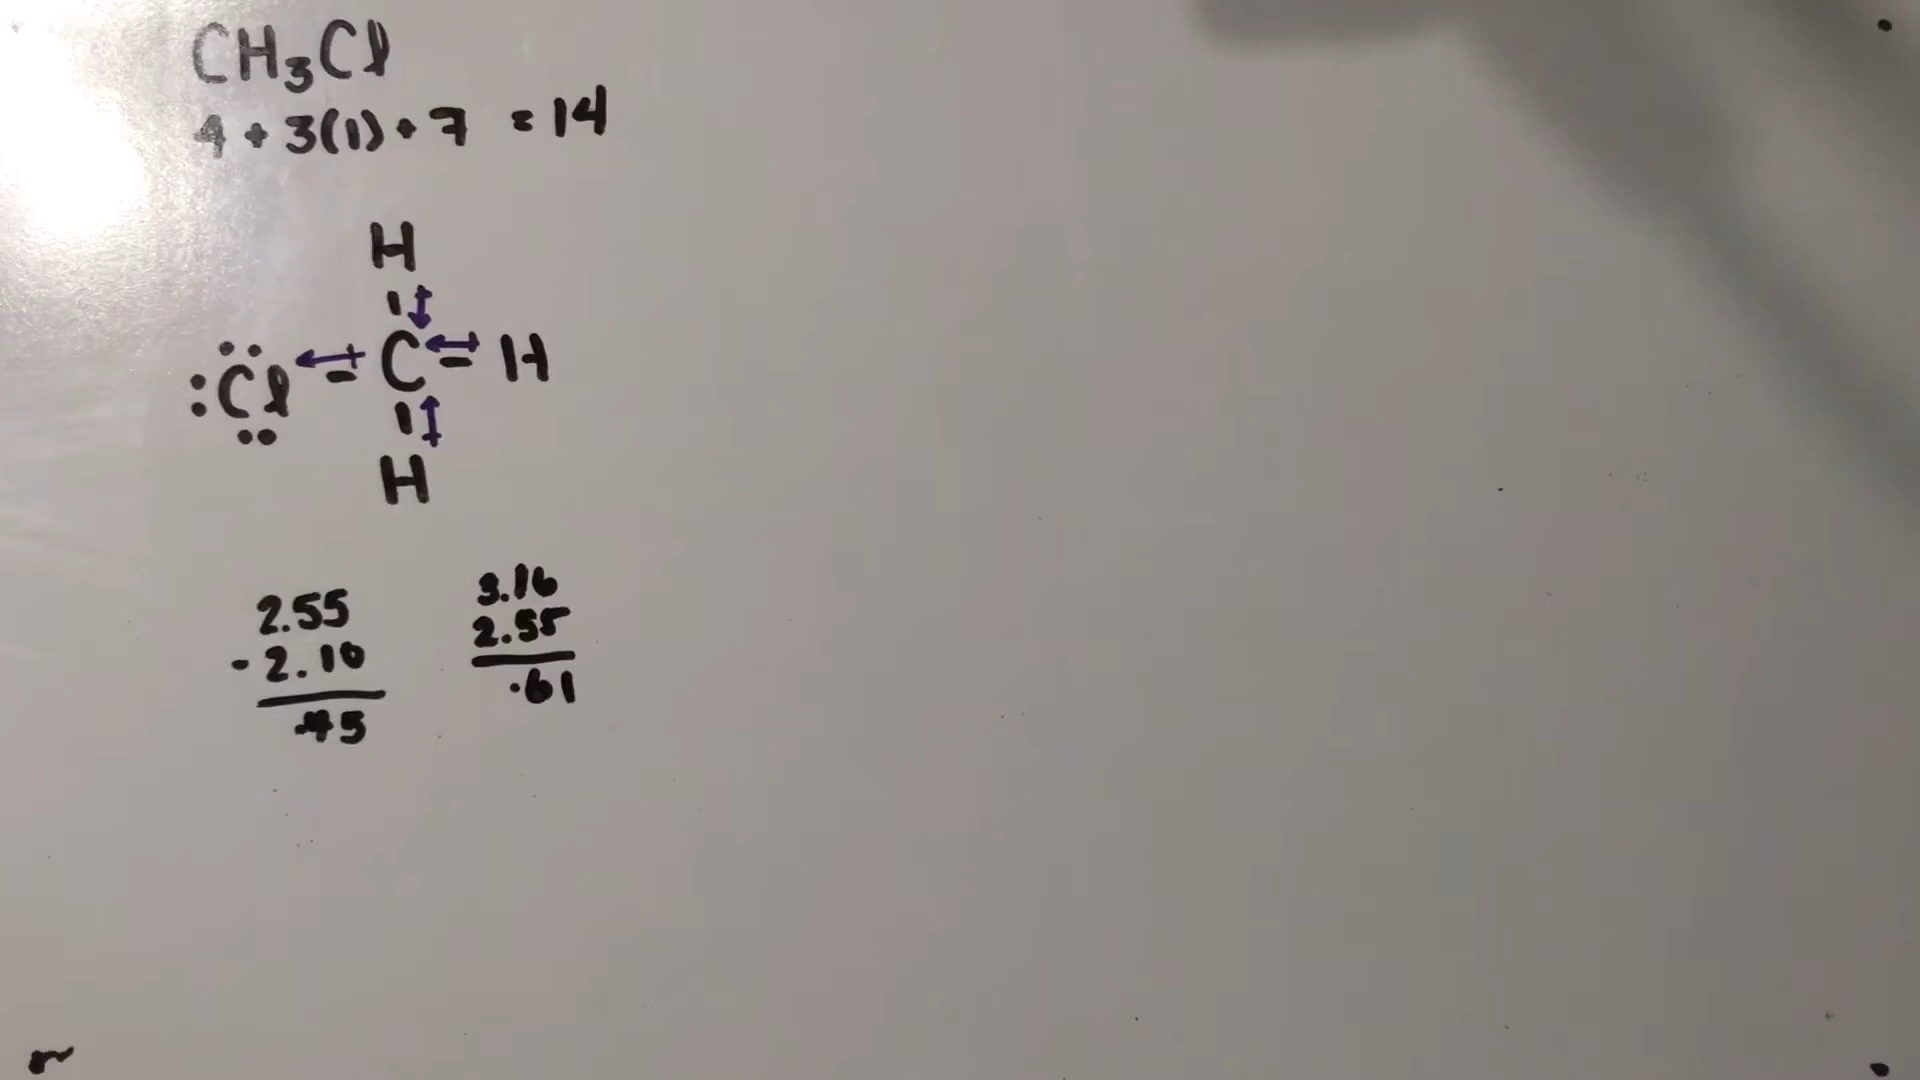 CH₃Cl
4 + 3(1) + 7 = 14
H
:Cl - C - H
H
2.55
- 2.10
.45
3.16
2.55
.61